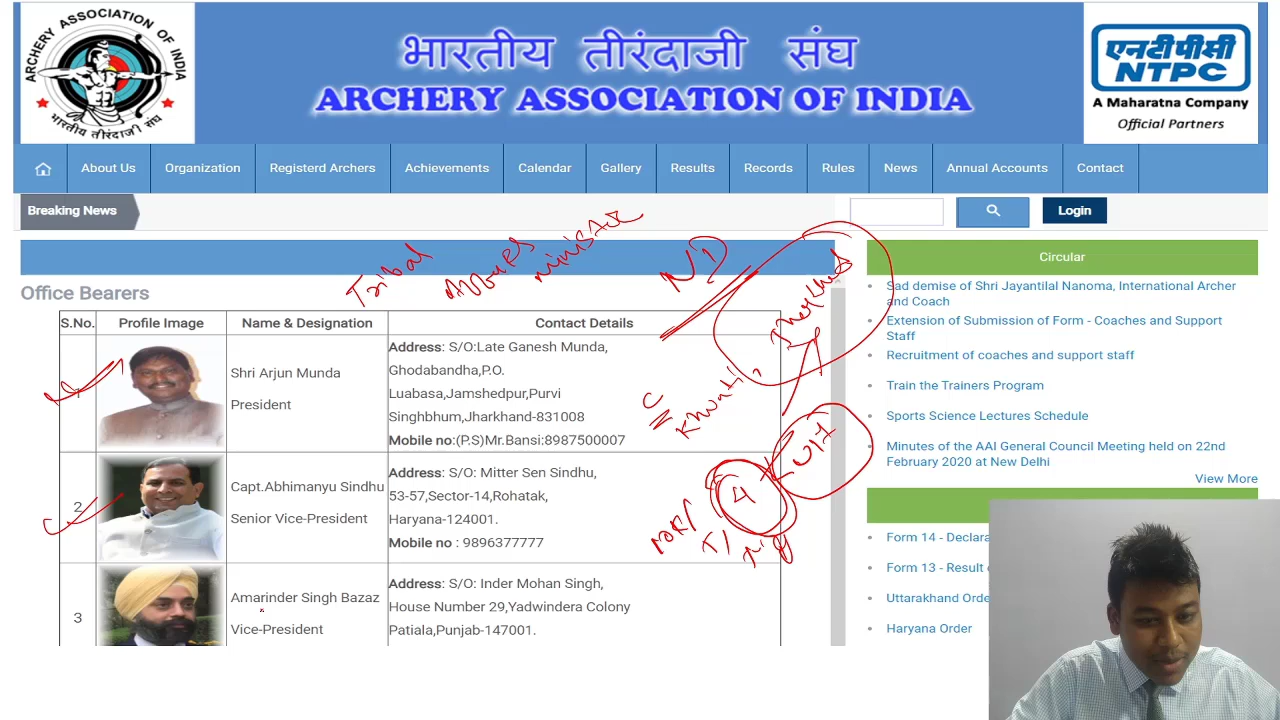 ARCHERY ASSOCIATION OF INDIA
भारतीय तीरंदाजी संघ
भारतीय तीरंदाजी संघ
ARCHERY ASSOCIATION OF INDIA
एनटीपीसी
NTPC
A Maharatna Company
Official Partners
About Us
Organization
Registerd Archers
Achievements
Calendar
Gallery
Results
Records
Rules
News
Annual Accounts
Contact
Breaking News
Login
Tribal Affairs minister
Office Bearers
S.No.
Profile Image
Name & Designation
Contact Details
1
Shri Arjun Munda
President
Address: S/O:Late Ganesh Munda,
Ghodabandha,P.O.
Luabasa,Jamshedpur,Purvi
Singhbhum,Jharkhand-831008
Mobile no:(P.S)Mr.Bansi:8987500007
2
Capt.Abhimanyu Sindhu
Senior Vice-President
Address: S/O: Mitter Sen Sindhu,
53-57,Sector-14,Rohatak,
Haryana-124001.
Mobile no : 9896377777
3
Amarinder Singh Bazaz
Vice-President
Address: S/O: Inder Mohan Singh,
House Number 29,Yadwindera Colony
Patiala,Punjab-147001.
Circular
Sad demise of Shri Jayantilal Nanoma, International Archer
and Coach
Extension of Submission of Form - Coaches and Support
Staff
Recruitment of coaches and support staff
Train the Trainers Program
Sports Science Lectures Schedule
Minutes of the AAI General Council Meeting held on 22nd
February 2020 at New Delhi
View More
Form 14 - Declara
Form 13 - Result o
Uttarakhand Orde
Haryana Order